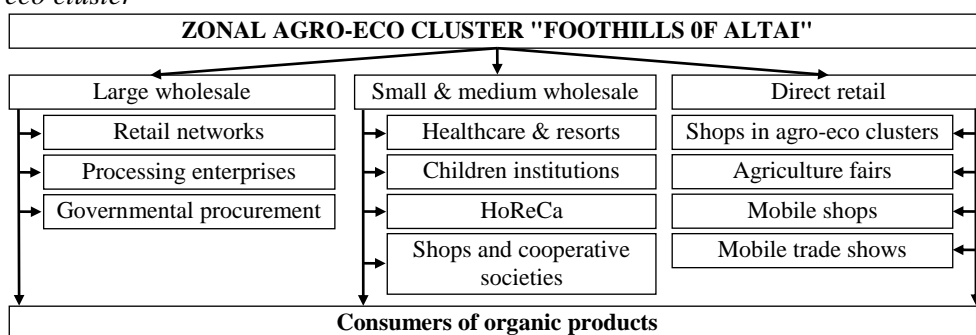 eco cluster
ZONAL AGRO-ECO CLUSTER "FOOTHILLS 0F ALTAI"
Large wholesale
Retail networks
Processing enterprises
Governmental procurement
Small & medium wholesale
Healthcare & resorts
Children institutions
HoReCa
Shops and cooperative
societies
Direct retail
Shops in agro-eco clusters
Agriculture fairs
Mobile shops
Mobile trade shows
Consumers of organic products